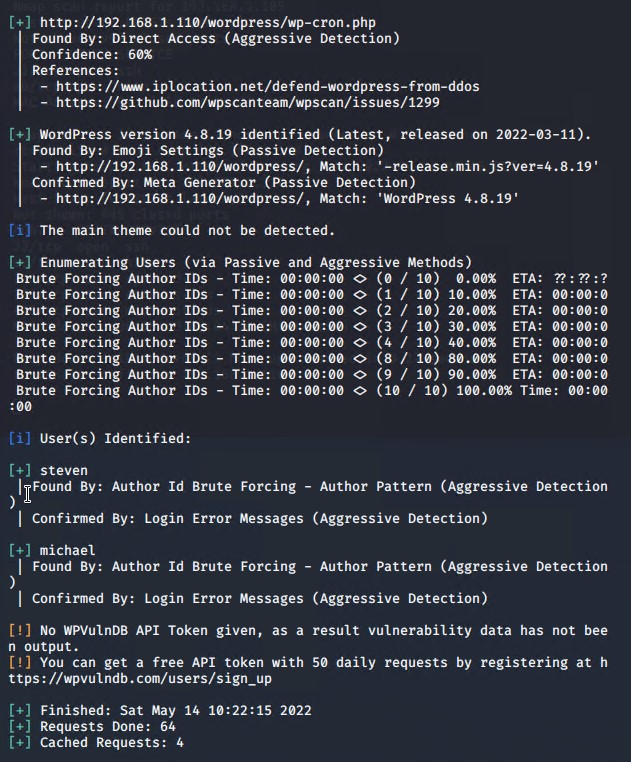 [+] http://192.168.1.110/wordpress/wp-cron.php
| Found By: Direct Access (Aggressive Detection)
| Confidence: 60%
| References:
|  - https://www.iplocation.net/defend-wordpress-from-ddos
|  - https://github.com/wpscanteam/wpscan/issues/1299
[+] WordPress version 4.8.19 identified (Latest, released on 2022-03-11).
| Found By: Emoji Settings (Passive Detection)
|  - http://192.168.1.110/wordpress/, Match: '-release.min.js?ver=4.8.19'
| Confirmed By: Meta Generator (Passive Detection)
|  - http://192.168.1.110/wordpress/, Match: 'WordPress 4.8.19'
[i] The main theme could not be detected.
[+] Enumerating Users (via Passive and Aggressive Methods)
Brute Forcing Author IDs - Time: 00:00:00 <> (0 / 10)  0.00%  ETA: ??:??:?
Brute Forcing Author IDs - Time: 00:00:00 <> (1 / 10) 10.00%  ETA: 00:00:0
Brute Forcing Author IDs - Time: 00:00:00 <> (2 / 10) 20.00%  ETA: 00:00:0
Brute Forcing Author IDs - Time: 00:00:00 <> (3 / 10) 30.00%  ETA: 00:00:0
Brute Forcing Author IDs - Time: 00:00:00 <> (4 / 10) 40.00%  ETA: 00:00:0
Brute Forcing Author IDs - Time: 00:00:00 <> (8 / 10) 80.00%  ETA: 00:00:0
Brute Forcing Author IDs - Time: 00:00:00 <> (9 / 10) 90.00%  ETA: 00:00:0
Brute Forcing Author IDs - Time: 00:00:00 <> (10 / 10) 100.00% Time: 00:00
:00
[i] User(s) Identified:
[+] steven
| Found By: Author Id Brute Forcing - Author Pattern (Aggressive Detection
)
| Confirmed By: Login Error Messages (Aggressive Detection)
[+] michael
| Found By: Author Id Brute Forcing - Author Pattern (Aggressive Detection
)
| Confirmed By: Login Error Messages (Aggressive Detection)
[!] No WPVulnDB API Token given, as a result vulnerability data has not bee
n output.
[!] You can get a free API token with 50 daily requests by registering at h
ttps://wpvulndb.com/users/sign_up
[+] Finished: Sat May 14 10:22:15 2022
[+] Requests Done: 64
[+] Cached Requests: 4